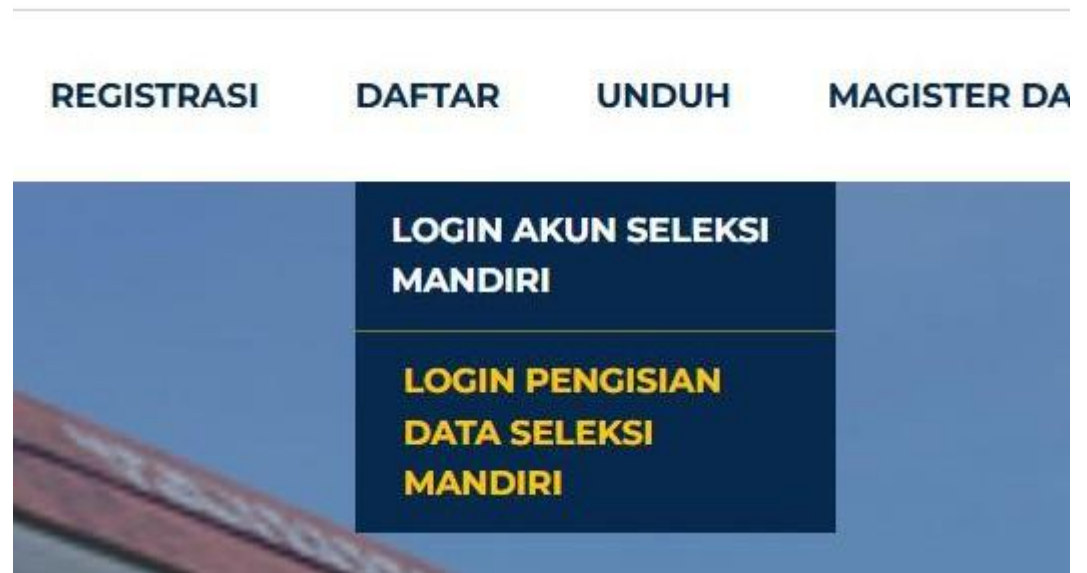 REGISTRASI DAFTAR UNDUH MAGISTER DA
LOGIN AKUN SELEKSI
MANDIRI
LOGIN PENGISIAN
DATA SELEKSI
MANDIRI